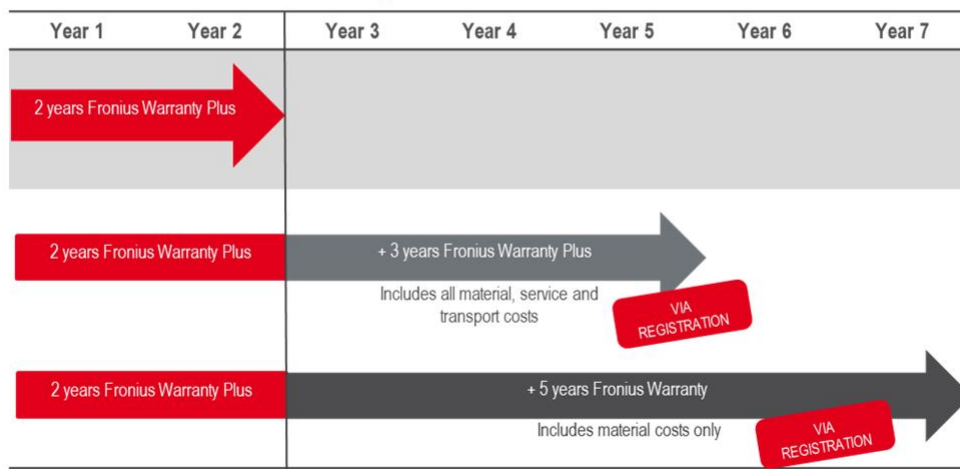 Year 1 Year 2 Year 3 Year 4 Year 5 Year 6 Year 7
2 years Fronius Warranty Plus
2 years Fronius Warranty Plus + 3 years Fronius Warranty Plus
Includes all material, service and
transport costs
VIA
REGISTRATION
2 years Fronius Warranty Plus + 5 years Fronius Warranty
Includes material costs only
VIA
REGISTRATION